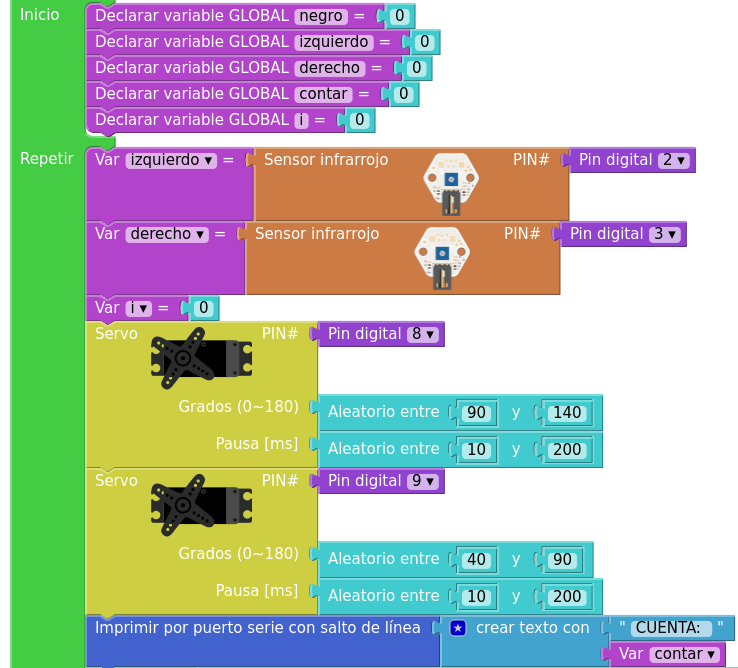 Inicio Declarar variable GLOBAL negro = 0
Declarar variable GLOBAL izquierdo = 0
Declarar variable GLOBAL derecho = 0
Declarar variable GLOBAL contar = 0
Declarar variable GLOBAL i = 0
Repetir Var izquierdo ▾ = Sensor infrarrojo PIN# Pin digital 2 ▾
Var derecho ▾ = Sensor infrarrojo PIN# Pin digital 3 ▾
Var i ▾ = 0
Servo PIN# Pin digital 8 ▾
Grados (0~180) Aleatorio entre 90 y 140
Pausa [ms] Aleatorio entre 10 y 200
Servo PIN# Pin digital 9 ▾
Grados (0~180) Aleatorio entre 40 y 90
Pausa [ms] Aleatorio entre 10 y 200
Imprimir por puerto serie con salto de línea crear texto con " CUENTA: "
Var contar ▾